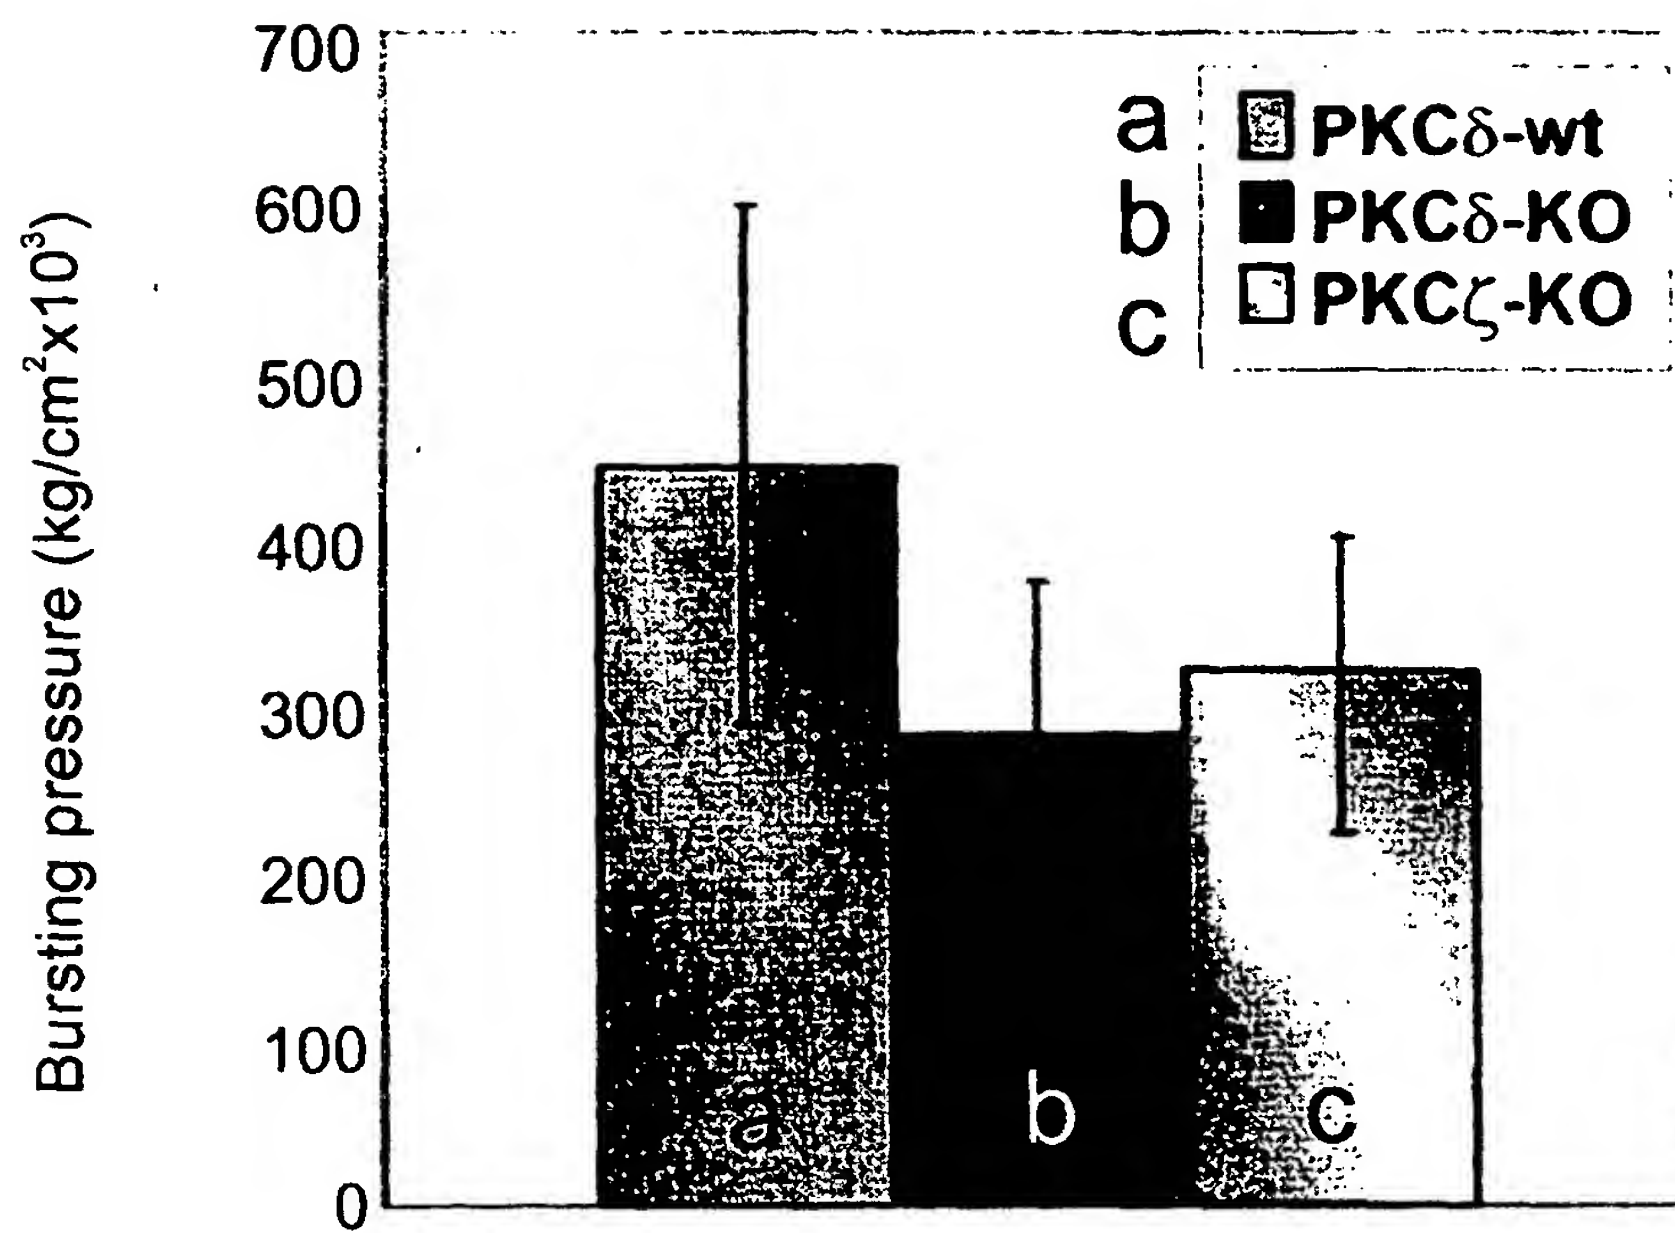 Bursting pressure (kg/cm²x10³)
700
600
500
400
300
200
100
0
a PKCδ-wt
b PKCδ-KO
c PKCζ-KO
a
b
c